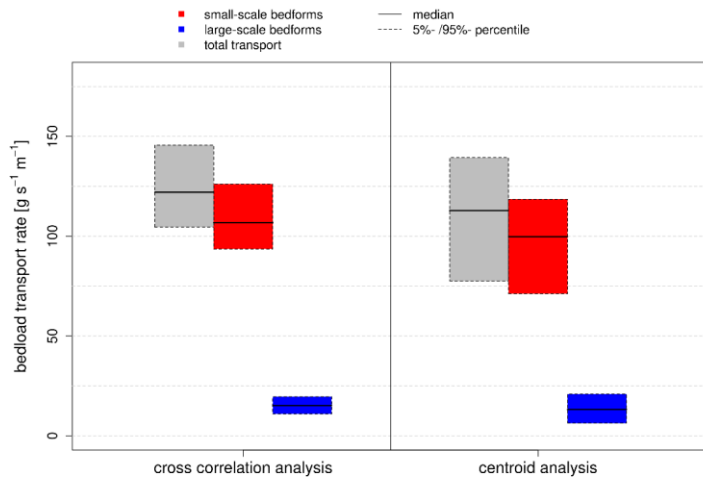 small-scale bedforms
large-scale bedforms
total transport
median
5%- /95%- percentile
bedload transport rate [g s⁻¹ m⁻¹]
150
100
50
0
cross correlation analysis
centroid analysis